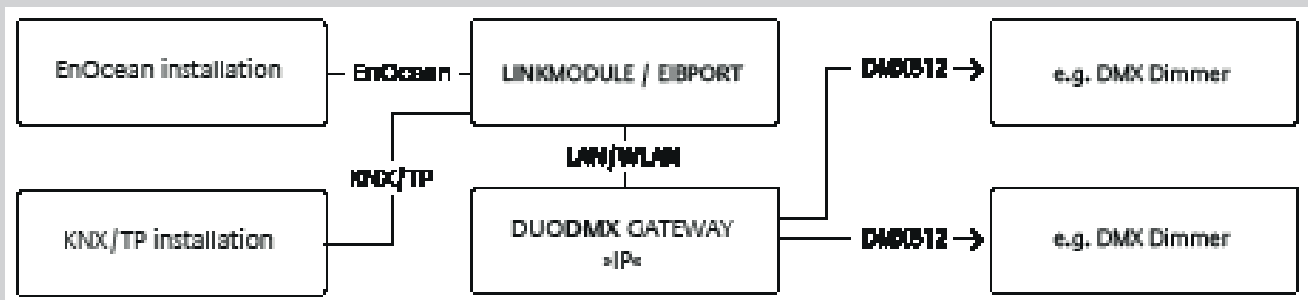 EnOcean installation
EnOcean
LINKMODULE / EIBPORT
DMX512
e.g. DMX Dimmer
LAN/WLAN
KNX/TP
KNX/TP installation
DUODMX GATEWAY
»IP«
DMX512
e.g. DMX Dimmer